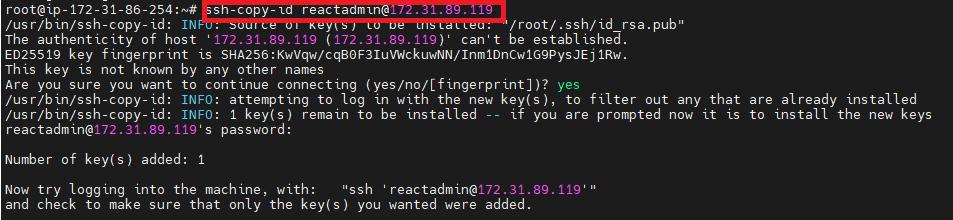 root@ip-172-31-86-254:~# ssh-copy-id reactadmin@172.31.89.119
/usr/bin/ssh-copy-id: INFO: Source of key(s) to be installed: "/root/.ssh/id_rsa.pub"
The authenticity of host '172.31.89.119 (172.31.89.119)' can't be established.
ED25519 key fingerprint is SHA256:KwVqw/cqB0F3IuVWckuwNN/Inm1DnCw1G9PysJEj1Rw.
This key is not known by any other names
Are you sure you want to continue connecting (yes/no/[fingerprint])? yes
/usr/bin/ssh-copy-id: INFO: attempting to log in with the new key(s), to filter out any that are already installed
/usr/bin/ssh-copy-id: INFO: 1 key(s) remain to be installed -- if you are prompted now it is to install the new keys
reactadmin@172.31.89.119's password:
Number of key(s) added: 1
Now try logging into the machine, with:   "ssh 'reactadmin@172.31.89.119'"
and check to make sure that only the key(s) you wanted were added.